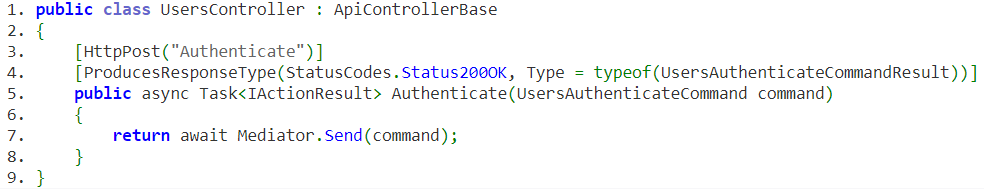 1. public class UsersController : ApiControllerBase
2. {
3.     [HttpPost("Authenticate")]
4.     [ProducesResponseType(StatusCodes.Status200OK, Type = typeof(UsersAuthenticateCommandResult))]
5.     public async Task<IActionResult> Authenticate(UsersAuthenticateCommand command)
6.     {
7.         return await Mediator.Send(command);
8.     }
9. }